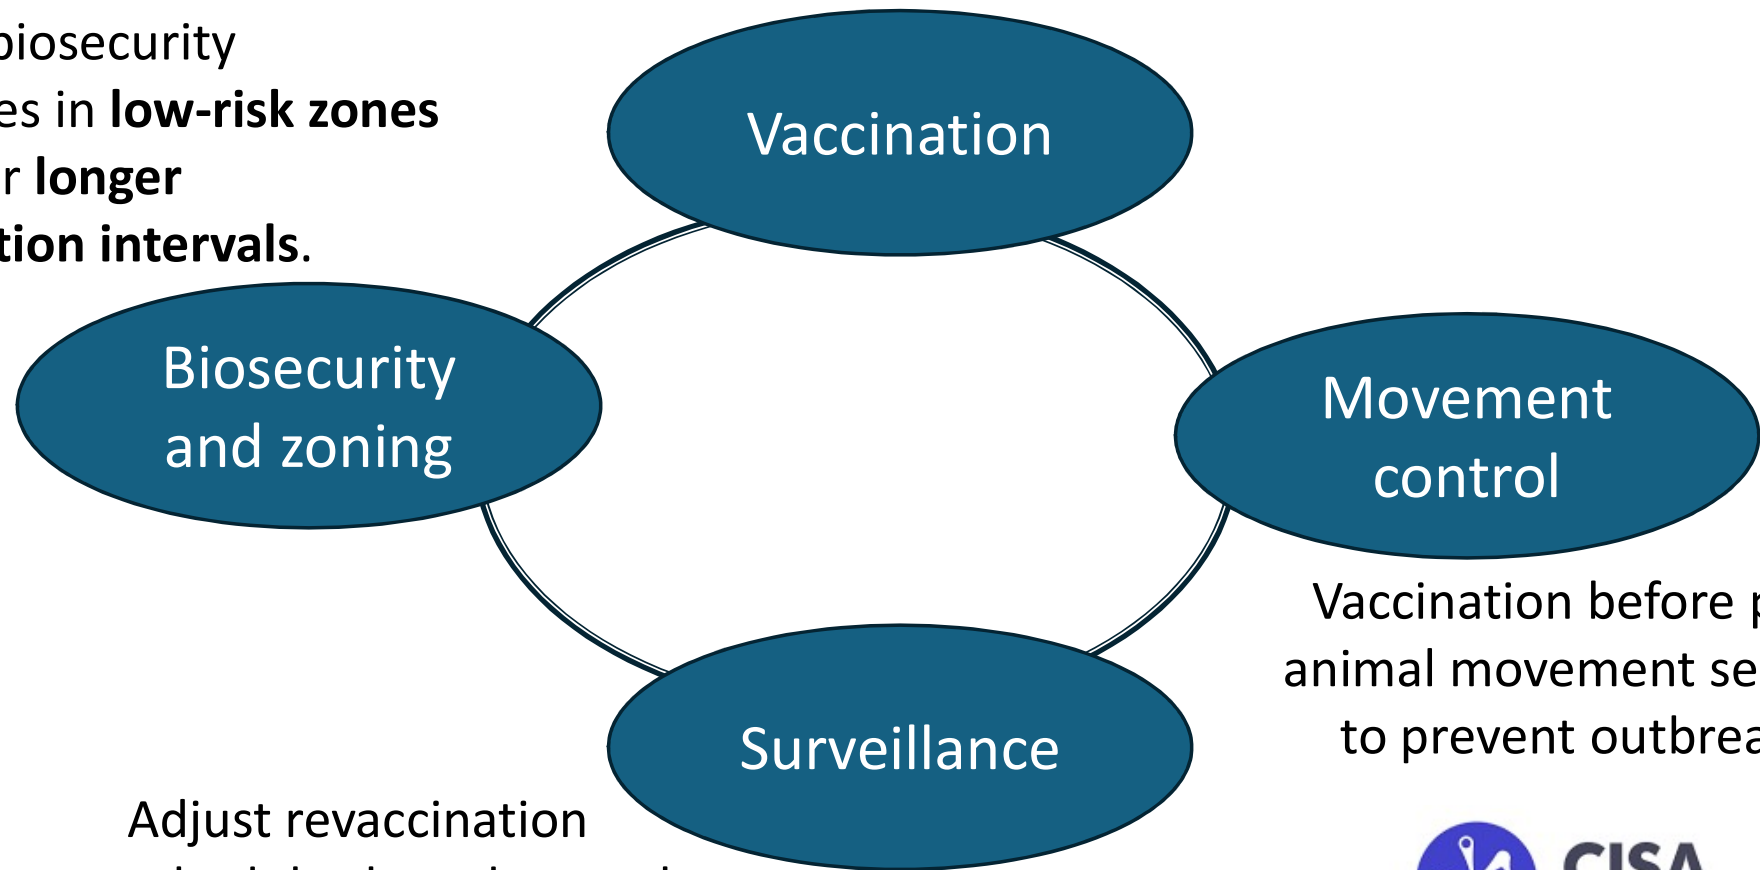 biosecurity
es in low-risk zones
r longer
tion intervals.
Vaccination
Biosecurity
and zoning
Movement
control
Vaccination before p
animal movement se
to prevent outbrea
Surveillance
Adjust revaccination
CISA